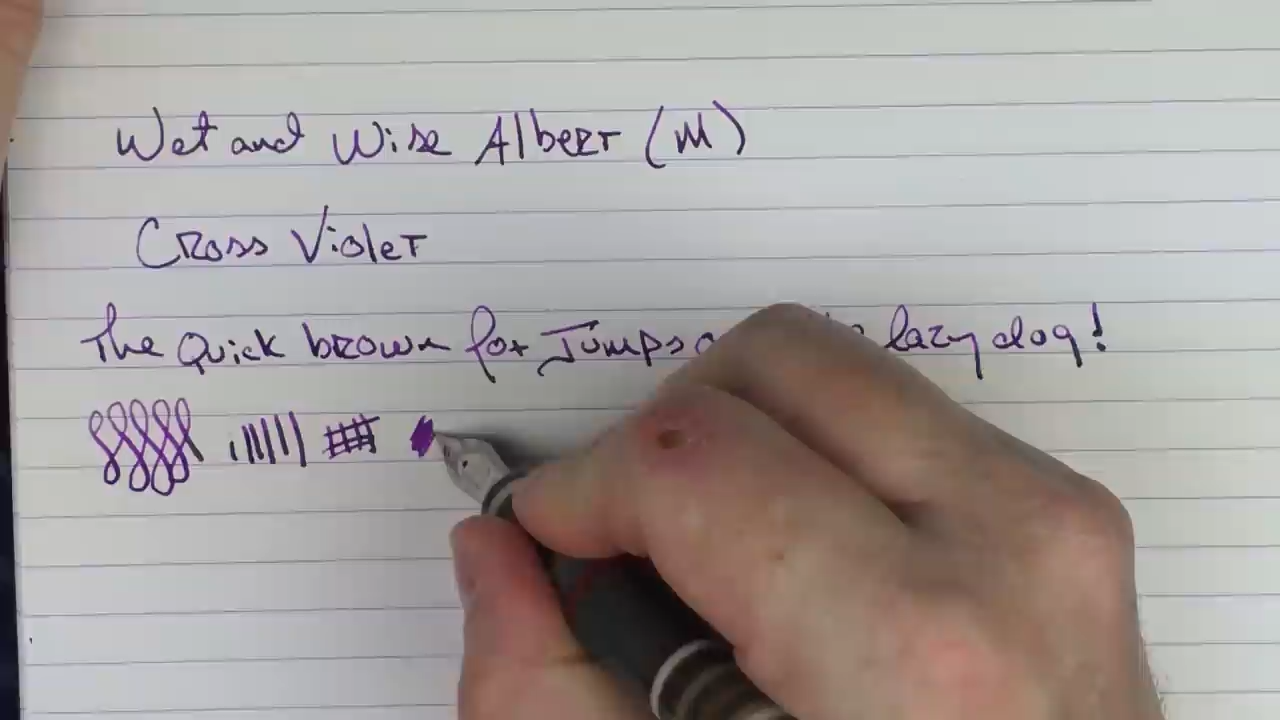 Wet and Wise Albert (M)
Cross Violet
The Quick brown fox Jumps lazy dog!